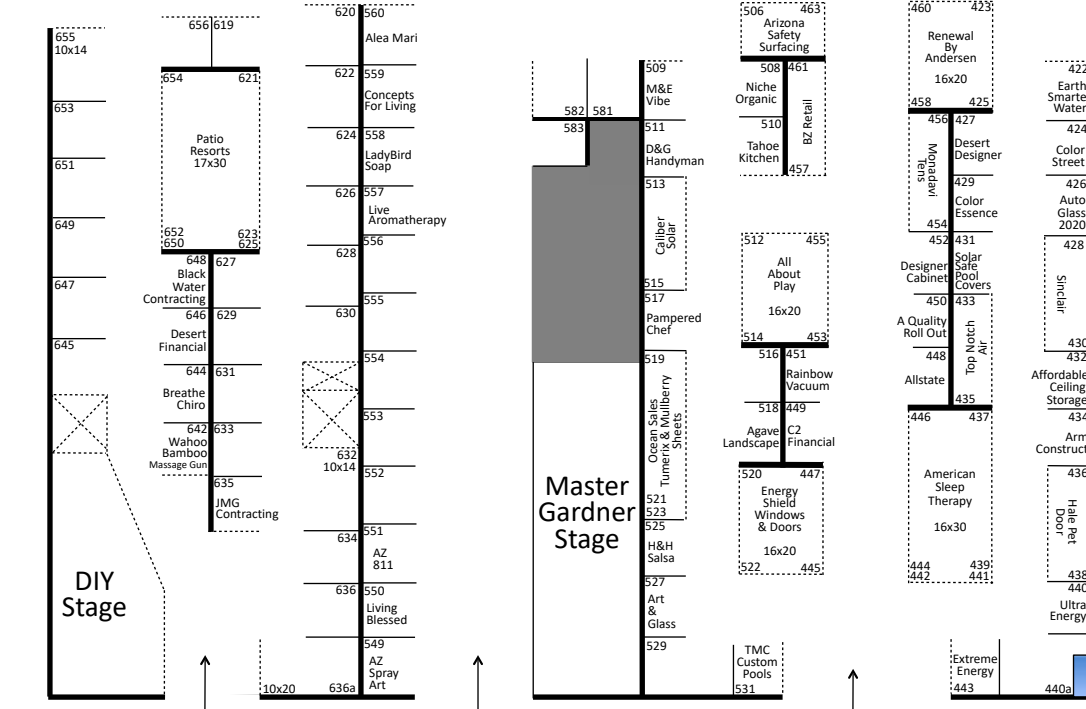 655
10x14
653
651
649
647
645
DIY
Stage
656 619
654 621
Patio
Resorts
17x30
652 623
650 625
648 627
Black
Water
Contracting
646 629
Desert
Financial
644 631
Breathe
Chiro
642 633
Wahoo
Bamboo
Massage Gun
635
JMG
Contracting
620 560
Alea Mari
622 559
Concepts
For Living
624 558
LadyBird
Soap
626 557
Live
Aromatherapy
556
628
555
630
554
553
632
10x14
552
551
634
AZ
811
636 550
Living
Blessed
549
AZ
Spray
Art
10x20 636a
582 581
583
509
M&E
Vibe
511
D&G
Handyman
513
Caliber
Solar
515
517
Pampered
Chef
519
Ocean Sales
Tumerix & Mullberry
Sheets
521
523
525
H&H
Salsa
527
Art
&
Glass
529
Master
Gardner
Stage
TMC
Custom
Pools
531
506 463
Arizona
Safety
Surfacing
508 461
Niche
Organic
BZ Retail
510
Tahoe
Kitchen
457
512 455
All
About
Play
16x20
514 453
516 451
Rainbow
Vacuum
518 449
Agave
Landscape
C2
Financial
520 447
Energy
Shield
Windows
& Doors
16x20
522 445
460 423
Renewal
By
Andersen
16x20
458 425
456 427
Monadavi
Tens
Desert
Designer
429
Color
Essence
454
452 431
Designer
Cabinet
Solar
Safe
Pool
Covers
450 433
A Quality
Roll Out
Top Notch
Air
448
Allstate
435
446 437
American
Sleep
Therapy
16x30
444 439
442 441
Extreme
Energy
443 440a
422
Earth
Smarte
Water
424
Color
Street
426
Auto
Glass
2020
428
Sinclair
430
432
Affordable
Ceiling
Storage
434
Arm
Construct
436
Hale Pet
Door
438
440
Ultra
Energy